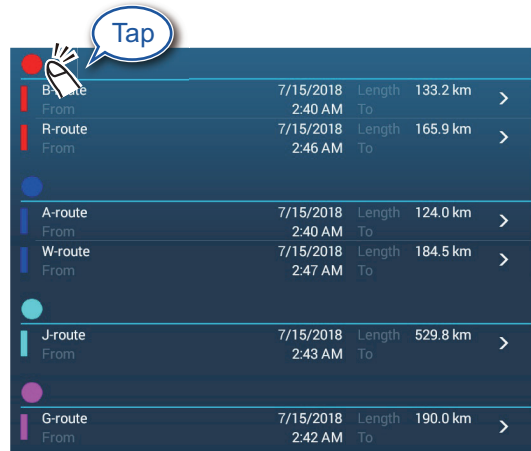 Tap
B-route 7/15/2018 Length 133.2 km
From 2:40 AM To
R-route 7/15/2018 Length 165.9 km
From 2:46 AM To
A-route 7/15/2018 Length 124.0 km
From 2:40 AM To
W-route 7/15/2018 Length 184.5 km
From 2:47 AM To
J-route 7/15/2018 Length 529.8 km
From 2:43 AM To
G-route 7/15/2018 Length 190.0 km
From 2:42 AM To